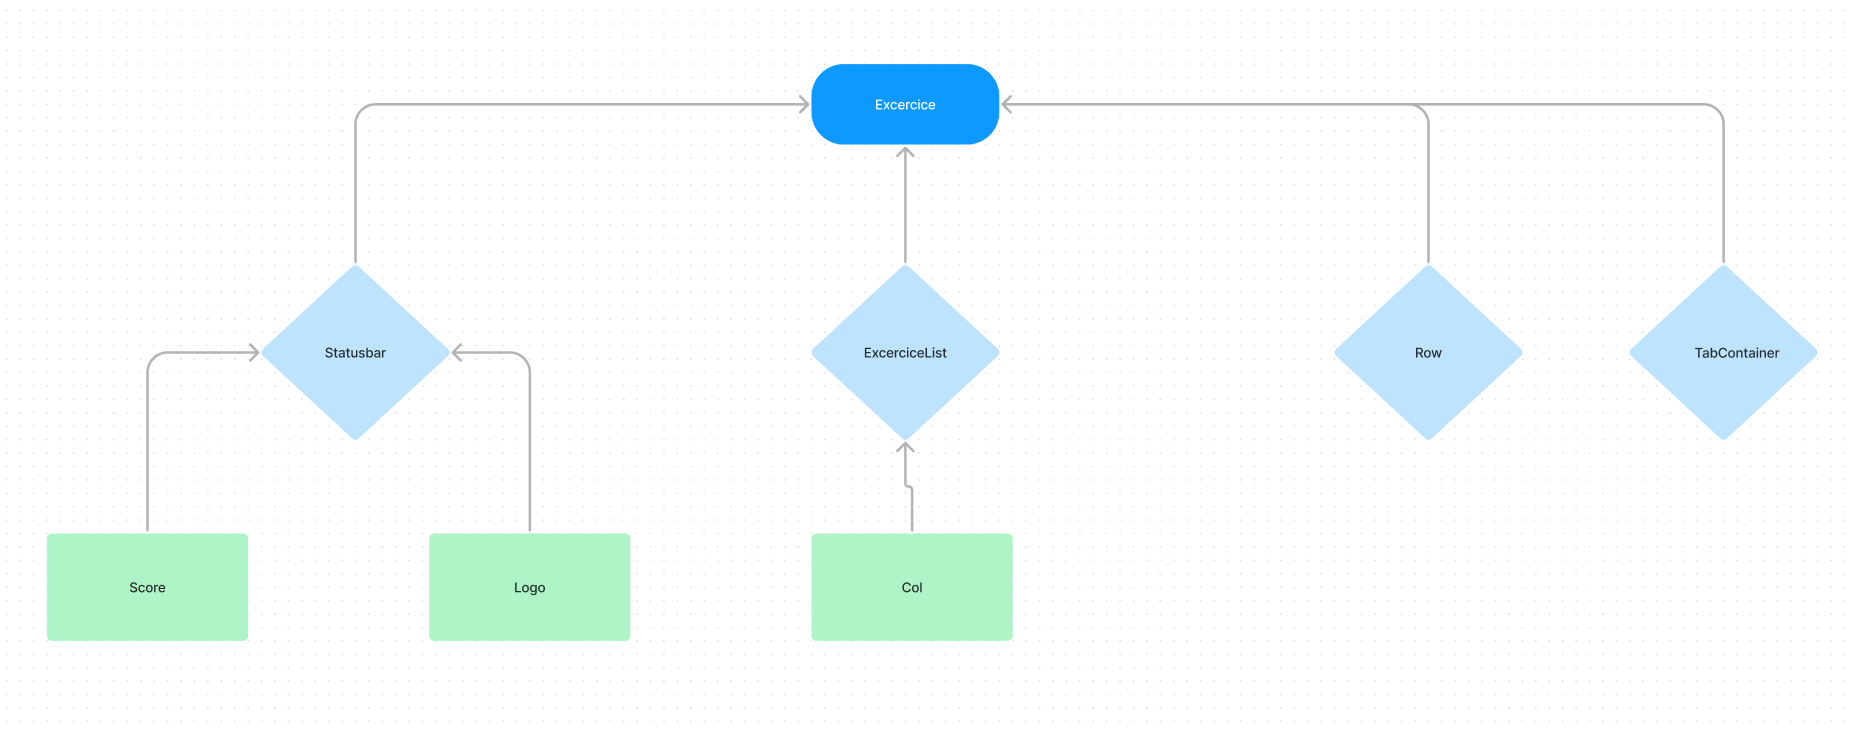 Excercice
Statusbar
ExcerciceList
Row
TabContainer
Score
Logo
Col